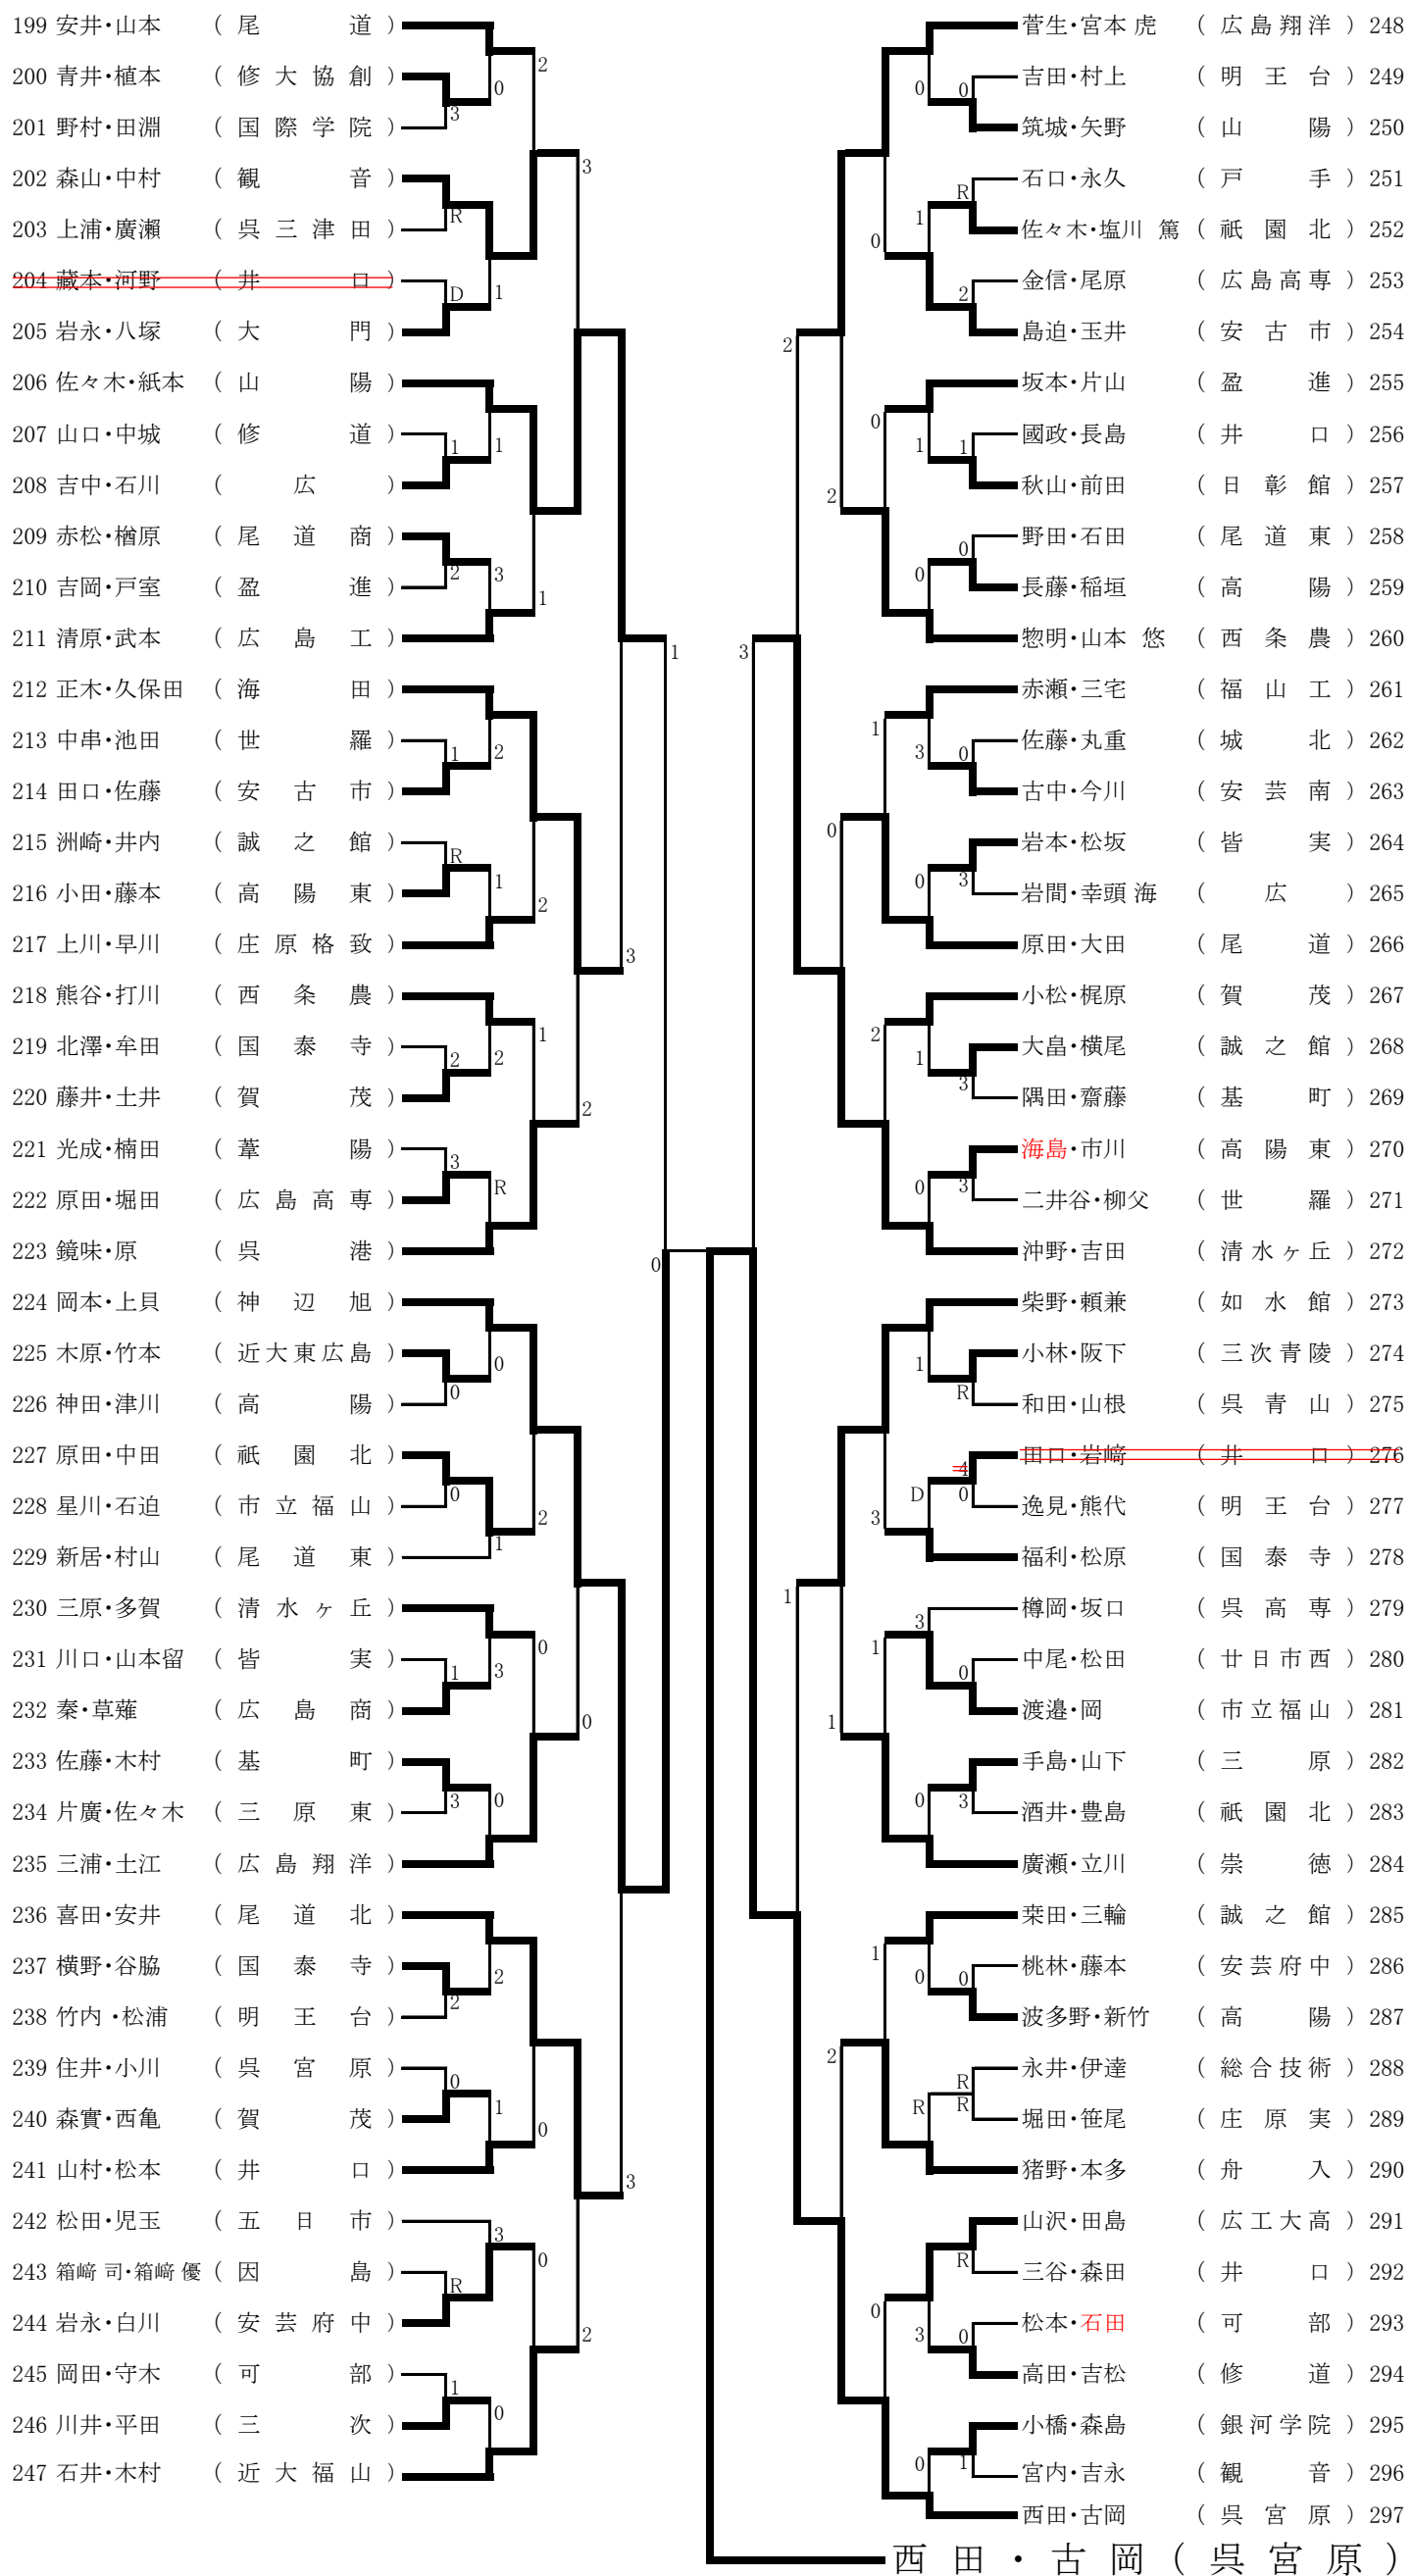 199 安井・山本 ( 尾 道 )
200 青井・植本 ( 修 大 協 創 )
201 野村・田淵 ( 国 際 学 院 )
202 森山・中村 ( 観 音 )
203 上浦・廣瀬 ( 呉 三 津 田 )
204 藏本・河野 ( 井 口 )
205 岩永・八塚 ( 大 門 )
206 佐々木・紙本 ( 山 陽 )
207 山口・中城 ( 修 道 )
208 吉中・石川 ( 広 )
209 赤松・楢原 ( 尾 道 商 )
210 吉岡・戸室 ( 盈 進 )
211 清原・武本 ( 広 島 工 )
212 正木・久保田 ( 海 田 )
213 中串・池田 ( 世 羅 )
214 田口・佐藤 ( 安 古 市 )
215 洲崎・井内 ( 誠 之 館 )
216 小田・藤本 ( 高 陽 東 )
217 上川・早川 ( 庄 原 格 致 )
218 熊谷・打川 ( 西 条 農 )
219 北澤・牟田 ( 国 泰 寺 )
220 藤井・土井 ( 賀 茂 )
221 光成・楠田 ( 葦 陽 )
222 原田・堀田 ( 広 島 高 専 )
223 鏡味・原 ( 呉 港 )
224 岡本・上貝 ( 神 辺 旭 )
225 木原・竹本 ( 近 大 東 広 島 )
226 神田・津川 ( 高 陽 )
227 原田・中田 ( 祇 園 北 )
228 星川・石迫 ( 市 立 福 山 )
229 新居・村山 ( 尾 道 東 )
230 三原・多賀 ( 清 水 ヶ 丘 )
231 川口・山本留 ( 皆 実 )
232 秦・草薙 ( 広 島 商 )
233 佐藤・木村 ( 基 町 )
234 片廣・佐々木 ( 三 原 東 )
235 三浦・土江 ( 広 島 翔 洋 )
236 喜田・安井 ( 尾 道 北 )
237 横野・谷脇 ( 国 泰 寺 )
238 竹内・松浦 ( 明 王 台 )
239 住井・小川 ( 呉 宮 原 )
240 森實・西亀 ( 賀 茂 )
241 山村・松本 ( 井 口 )
242 松田・児玉 ( 五 日 市 )
243 箱﨑 司・箱﨑 優 ( 因 島 )
244 岩永・白川 ( 安 芸 府 中 )
245 岡田・守木 ( 可 部 )
246 川井・平田 ( 三 次 )
247 石井・木村 ( 近 大 福 山 )
菅生・宮本 虎 ( 広 島 翔 洋 ) 248
吉田・村上 ( 明 王 台 ) 249
筑城・矢野 ( 山 陽 ) 250
石口・永久 ( 戸 手 ) 251
佐々木・塩川 篤 ( 祇 園 北 ) 252
金信・尾原 ( 広 島 高 専 ) 253
島迫・玉井 ( 安 古 市 ) 254
坂本・片山 ( 盈 進 ) 255
國政・長島 ( 井 口 ) 256
秋山・前田 ( 日 彰 館 ) 257
野田・石田 ( 尾 道 東 ) 258
長藤・稲垣 ( 高 陽 ) 259
惣明・山本 悠 ( 西 条 農 ) 260
赤瀬・三宅 ( 福 山 工 ) 261
佐藤・丸重 ( 城 北 ) 262
古中・今川 ( 安 芸 南 ) 263
岩本・松坂 ( 皆 実 ) 264
岩間・幸頭 海 ( 広 ) 265
原田・大田 ( 尾 道 ) 266
小松・梶原 ( 賀 茂 ) 267
大畠・横尾 ( 誠 之 館 ) 268
隅田・齋藤 ( 基 町 ) 269
海島・市川 ( 高 陽 東 ) 270
二井谷・柳父 ( 世 羅 ) 271
沖野・吉田 ( 清 水 ヶ 丘 ) 272
柴野・頼兼 ( 如 水 館 ) 273
小林・阪下 ( 三 次 青 陵 ) 274
和田・山根 ( 呉 青 山 ) 275
田口・岩﨑 ( 井 口 ) 276
逸見・熊代 ( 明 王 台 ) 277
福利・松原 ( 国 泰 寺 ) 278
樽岡・坂口 ( 呉 高 専 ) 279
中尾・松田 ( 廿 日 市 西 ) 280
渡邉・岡 ( 市 立 福 山 ) 281
手島・山下 ( 三 原 ) 282
酒井・豊島 ( 祇 園 北 ) 283
廣瀬・立川 ( 崇 徳 ) 284
桒田・三輪 ( 誠 之 館 ) 285
桃林・藤本 ( 安 芸 府 中 ) 286
波多野・新竹 ( 高 陽 ) 287
永井・伊達 ( 総 合 技 術 ) 288
堀田・笹尾 ( 庄 原 実 ) 289
猪野・本多 ( 舟 入 ) 290
山沢・田島 ( 広 工 大 高 ) 291
三谷・森田 ( 井 口 ) 292
松本・石田 ( 可 部 ) 293
高田・吉松 ( 修 道 ) 294
小橋・森島 ( 銀 河 学 院 ) 295
宮内・吉永 ( 観 音 ) 296
西田・古岡 ( 呉 宮 原 ) 297
西 田 ・ 古 岡 ( 呉 宮 原 )